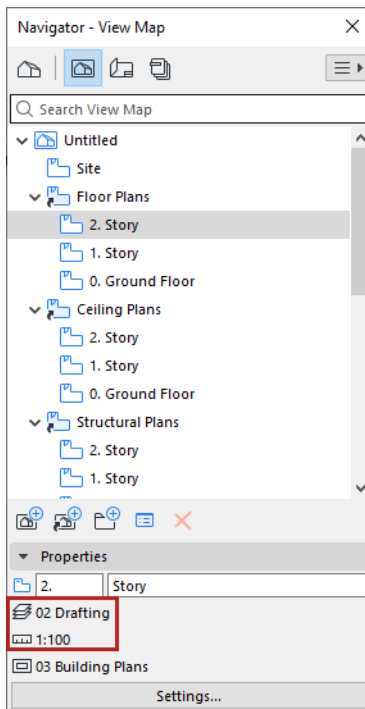 Navigator - View Map
Search View Map
Untitled
Site
Floor Plans
2. Story
1. Story
0. Ground Floor
Ceiling Plans
2. Story
1. Story
0. Ground Floor
Structural Plans
2. Story
1. Story
Properties
2. Story
02 Drafting
1:100
03 Building Plans
Settings...